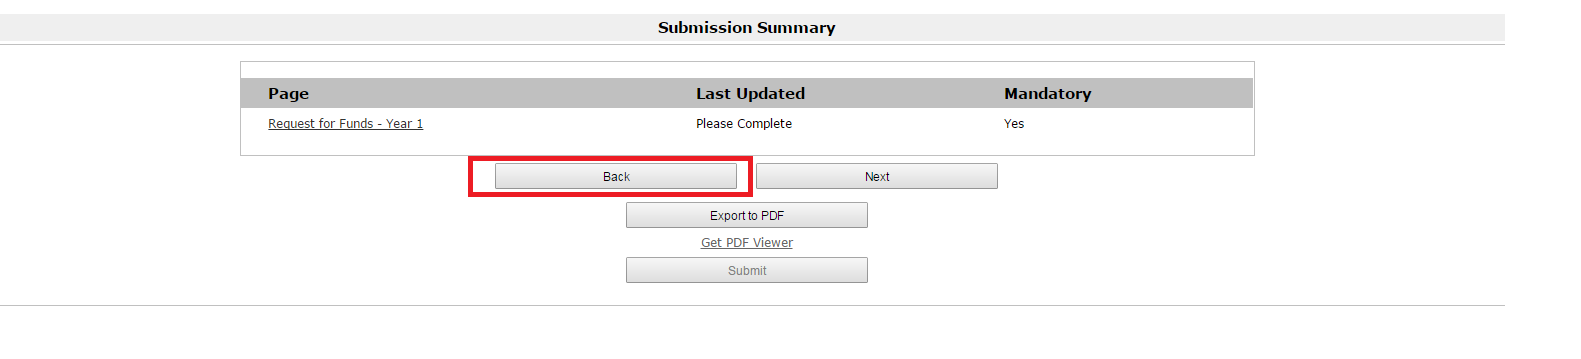 Submission Summary
Page Last Updated Mandatory
Request for Funds - Year 1 Please Complete Yes
Back Next
Export to PDF
Get PDF Viewer
Submit